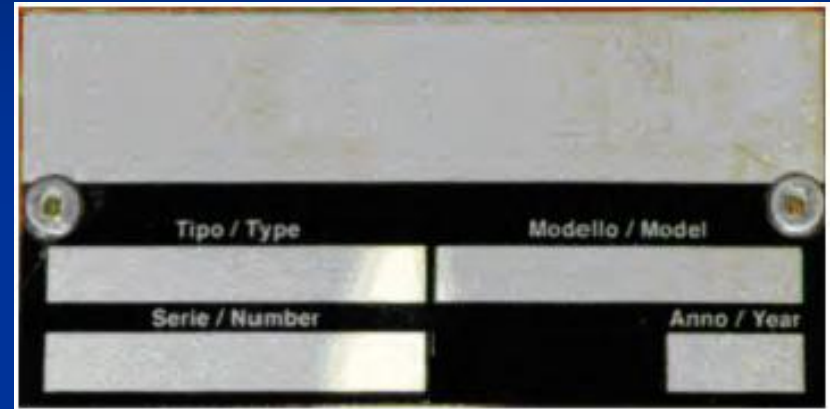 Tipo / Type
Modello / Model
Serie / Number
Anno / Year